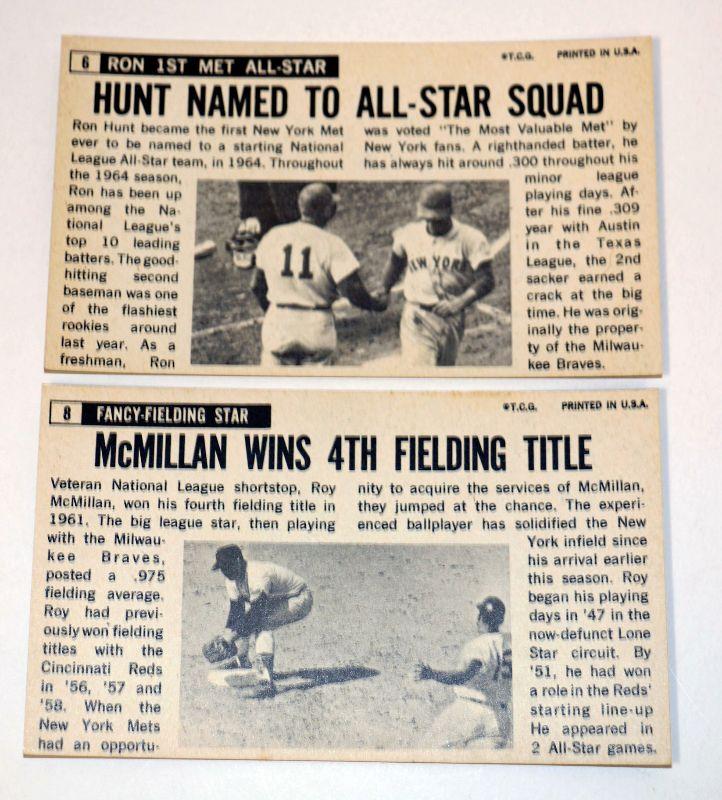 6 RON 1ST MET ALL-STAR
©T.C.G. PRINTED IN U.S.A.
HUNT NAMED TO ALL-STAR SQUAD
Ron Hunt became the first New York Met
ever to be named to a starting National
League All-Star team, in 1964. Throughout
the 1964 season,
Ron has been up
among the Na-
tional League's
top 10 leading
batters. The good-
hitting second
baseman was one
of the flashiest
rookies around
last year. As a
freshman, Ron
was voted "The Most Valuable Met" by
New York fans. A righthanded batter, he
has always hit around .300 throughout his
minor league
playing days. Af-
ter his fine .309
year with Austin
in the Texas
League, the 2nd
sacker earned a
crack at the big
time. He was orig-
inally the proper-
ty of the Milwau-
kee Braves.
11
NEW YORK
8 FANCY-FIELDING STAR
©T.C.G. PRINTED IN U.S.A.
McMILLAN WINS 4TH FIELDING TITLE
Veteran National League shortstop, Roy
McMillan, won his fourth fielding title in
1961. The big league star, then playing
with the Milwau-
kee Braves,
posted a .975
fielding average.
Roy had previ-
ously won fielding
titles with the
Cincinnati Reds
in '56, '57 and
'58. When the
New York Mets
had an opportu-
nity to acquire the services of McMillan,
they jumped at the chance. The experi-
enced ballplayer has solidified the New
York infield since
his arrival earlier
this season. Roy
began his playing
days in '47 in the
now-defunct Lone
Star circuit. By
'51, he had won
a role in the Reds'
starting line-up
He appeared in
2 All-Star games.